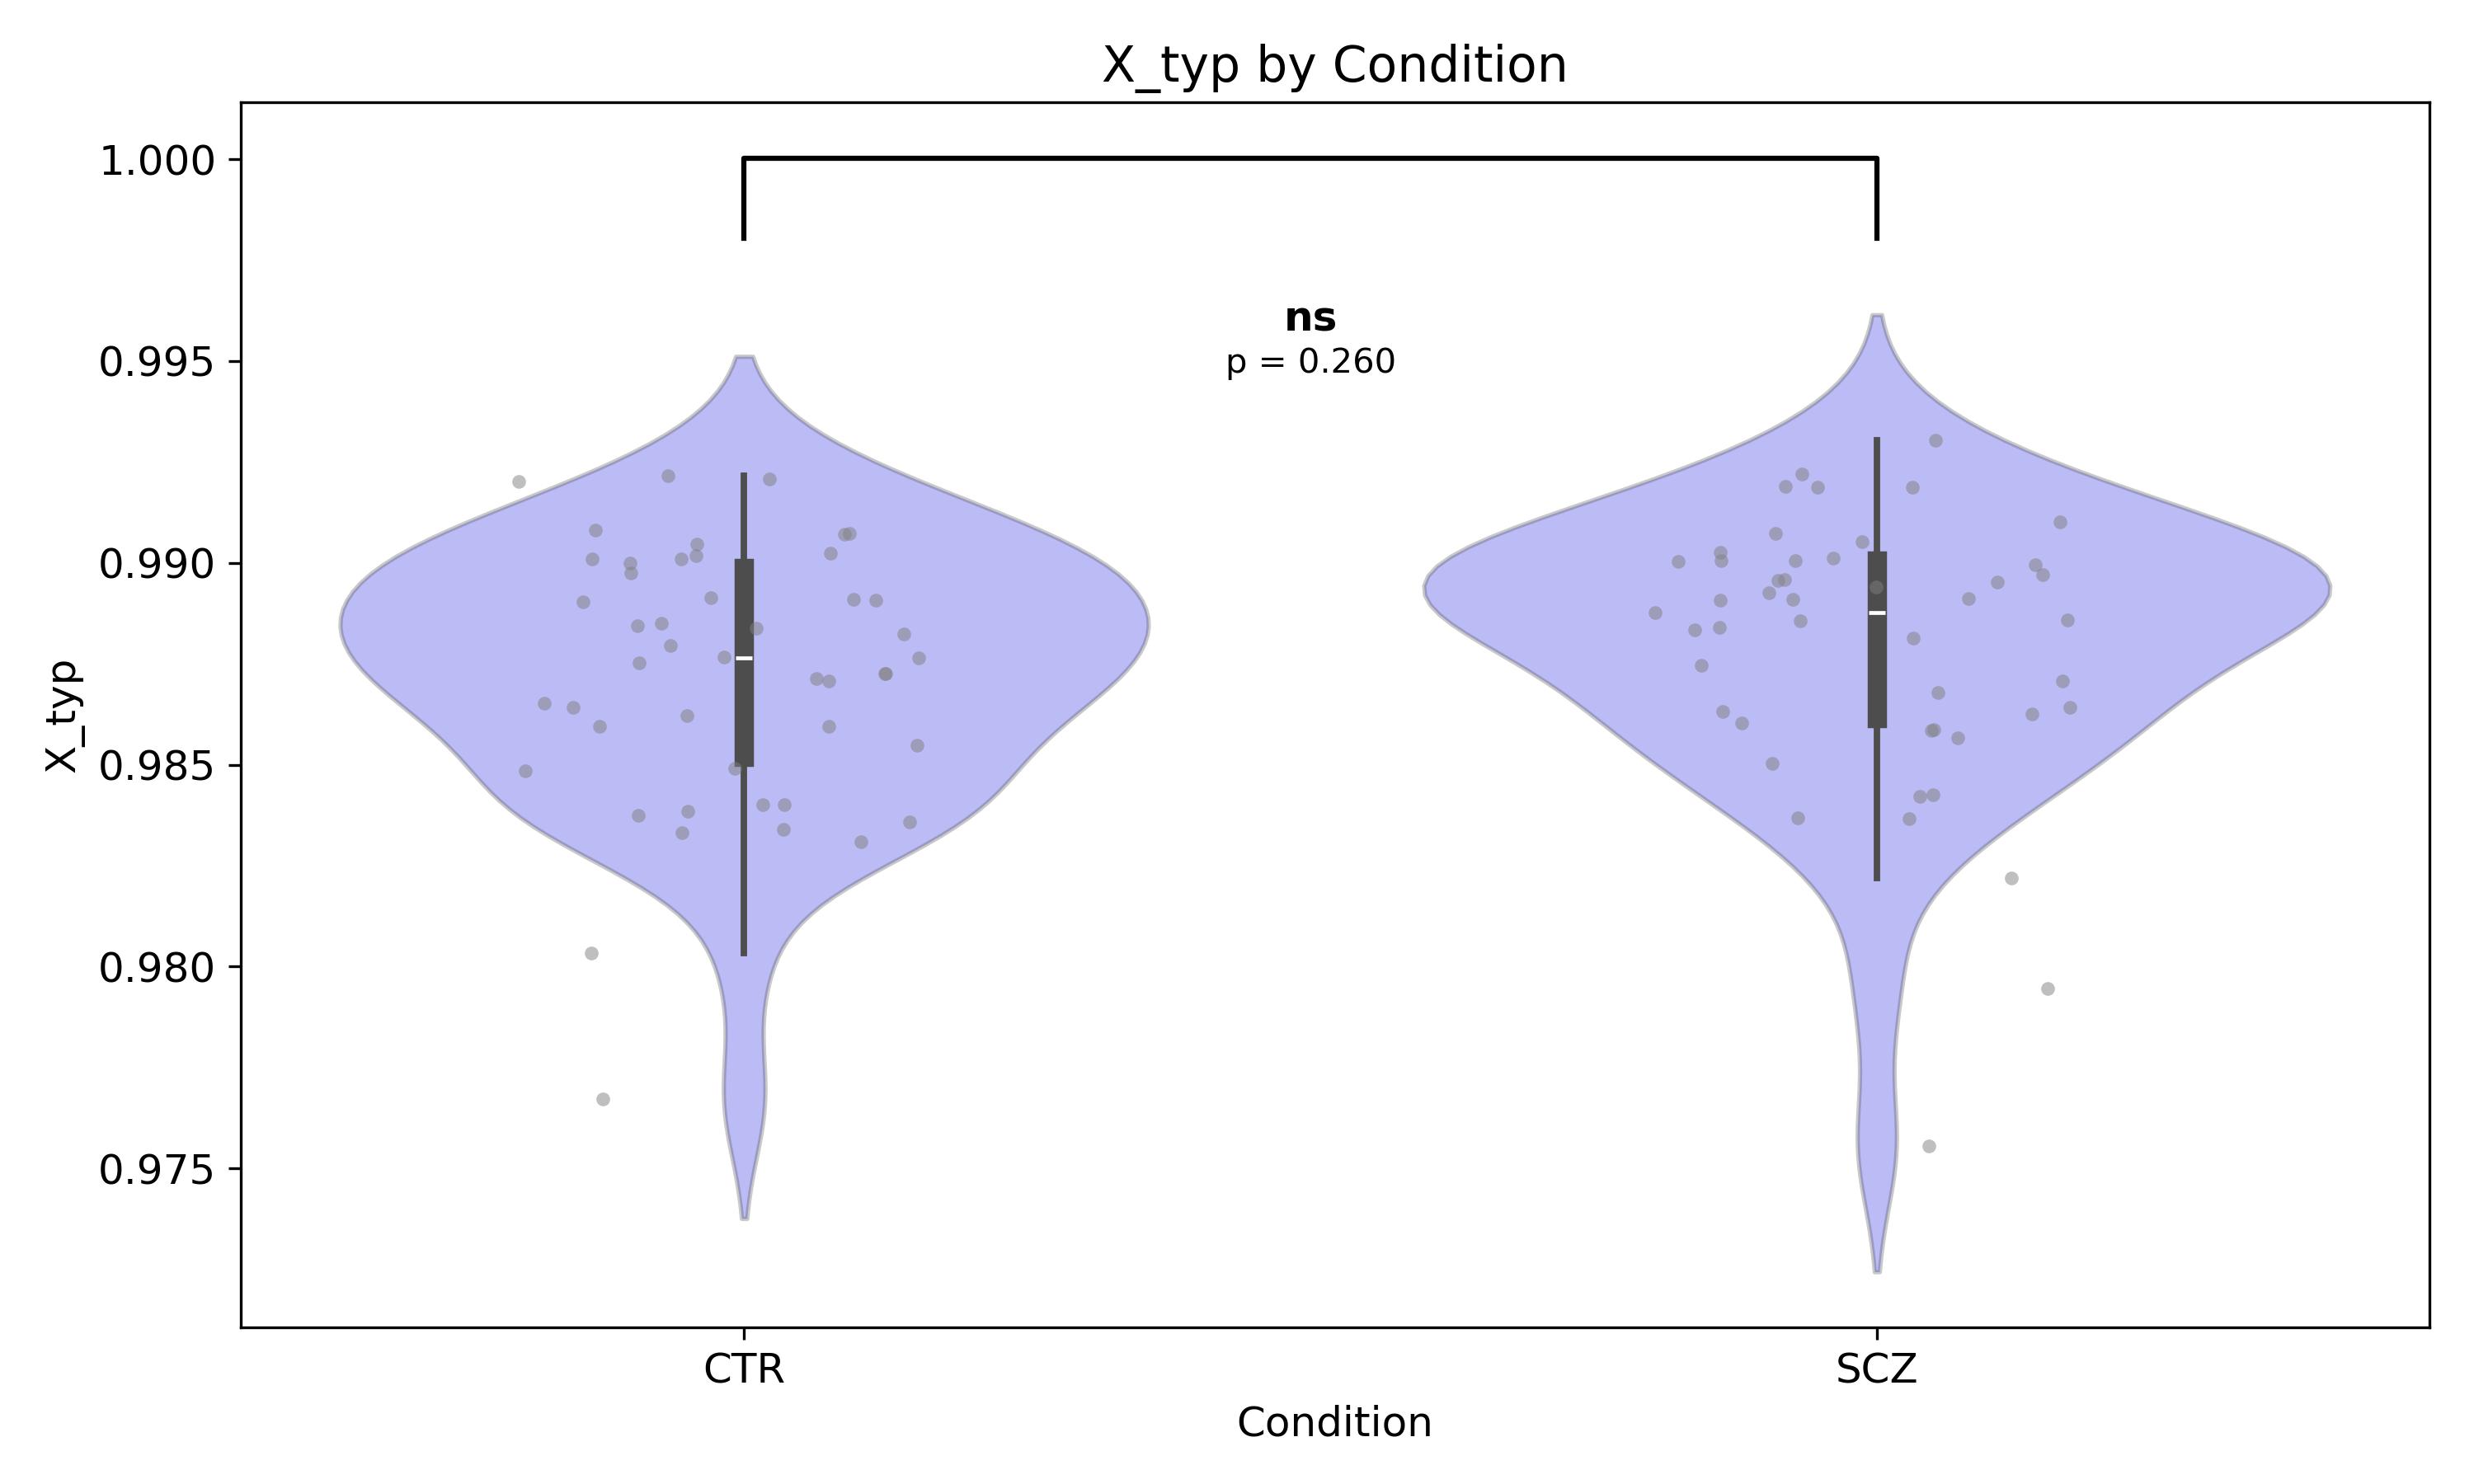 X_typ by Condition
1.000
0.995
0.990
0.985
0.980
0.975
X_typ
ns
p = 0.260
CTR
SCZ
Condition